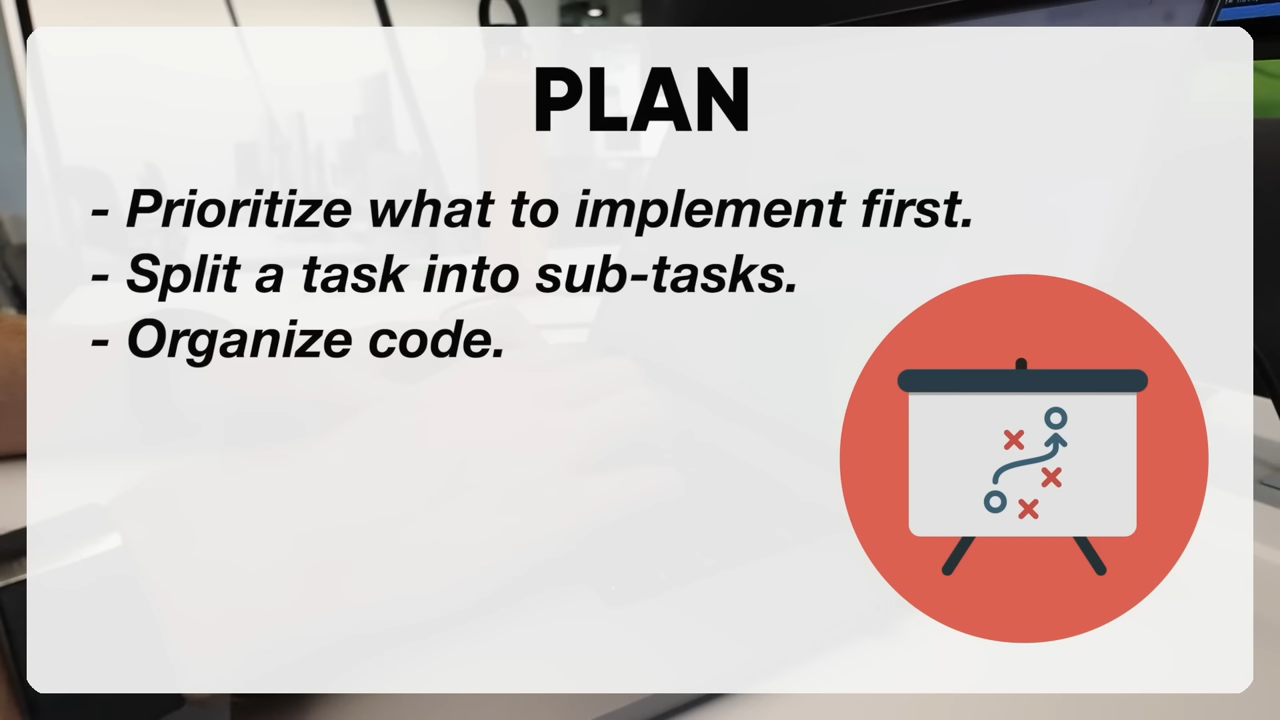 PLAN
- Prioritize what to implement first.
- Split a task into sub-tasks.
- Organize code.